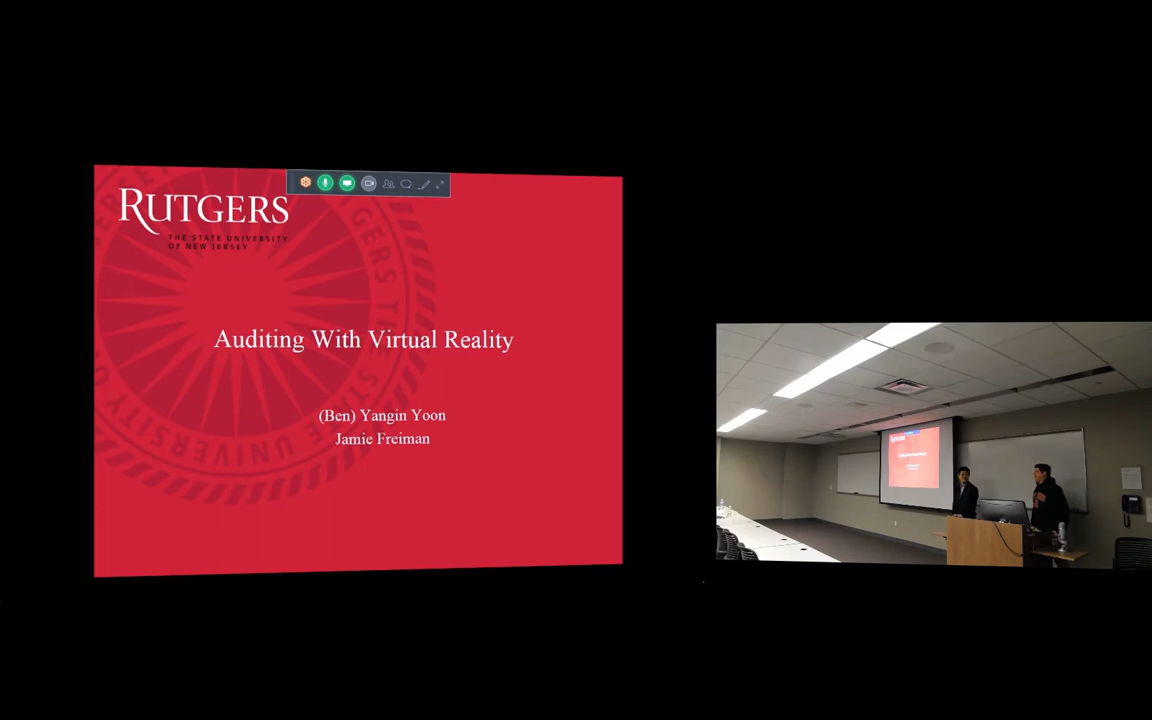 RUTGERS
THE STATE UNIVERSITY
OF NEW JERSEY
Auditing With Virtual Reality
(Ben) Yangin Yoon
Jamie Freiman